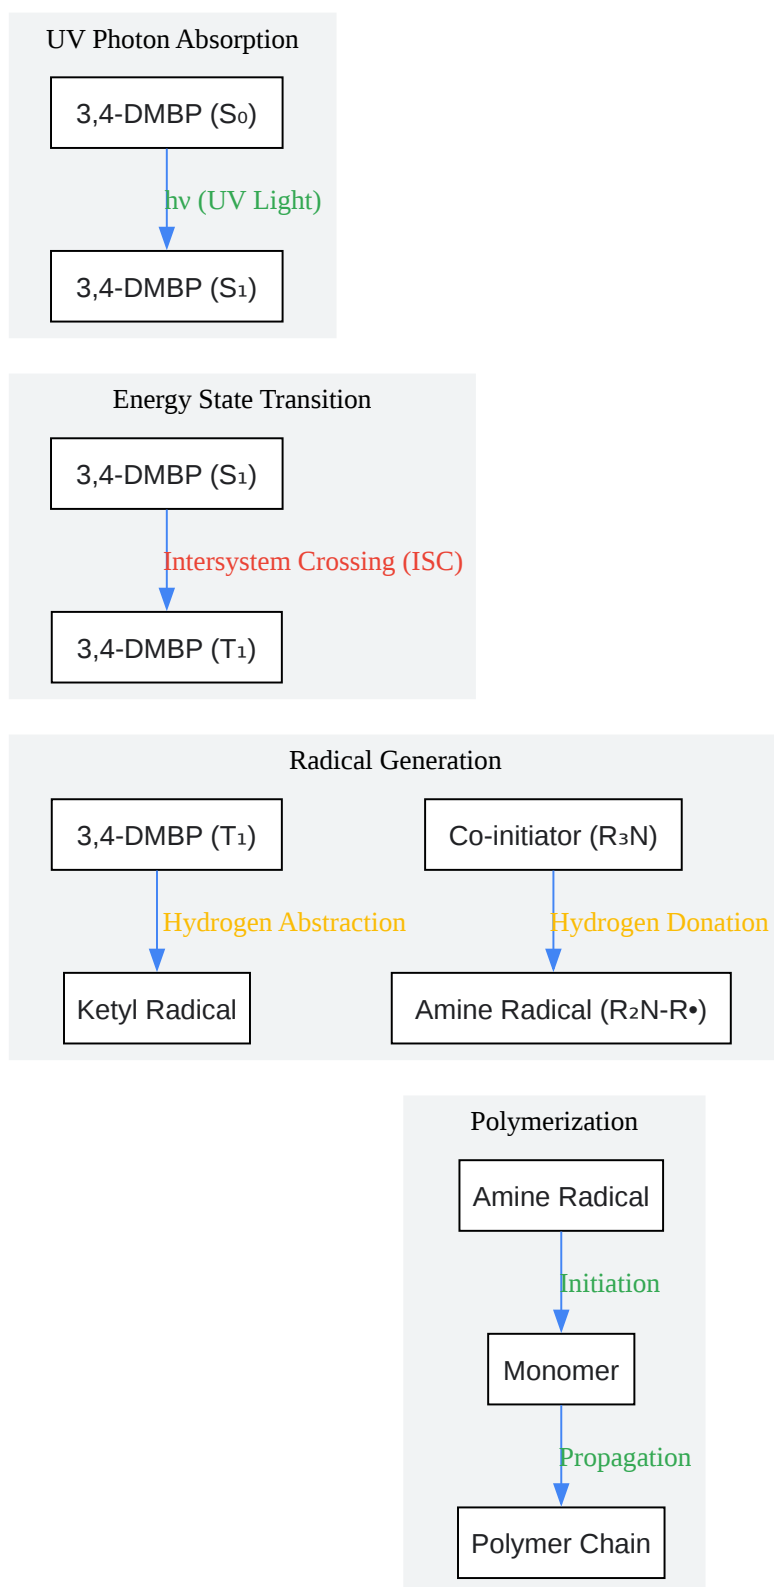 UV Photon Absorption
3,4-DMBP (S₀)
hν (UV Light)
3,4-DMBP (S₁)
Energy State Transition
3,4-DMBP (S₁)
Intersystem Crossing (ISC)
3,4-DMBP (T₁)
Radical Generation
3,4-DMBP (T₁)
Co-initiator (R₃N)
Hydrogen Abstraction
Hydrogen Donation
Ketyl Radical
Amine Radical (R₂N-R•)
Polymerization
Amine Radical
Initiation
Monomer
Propagation
Polymer Chain